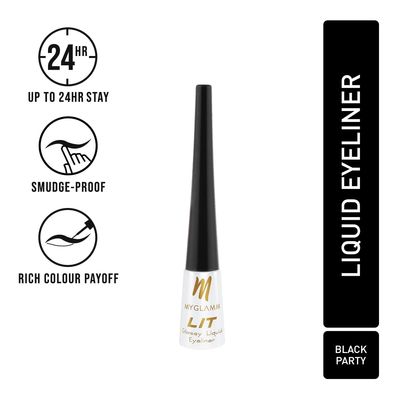 24HR
UP TO 24HR STAY
SMUDGE-PROOF
RICH COLOUR PAYOFF
M
MYGLAMM
LIT
Glossy Liquid
Eyeliner
LIQUID EYELINER
BLACK
PARTY